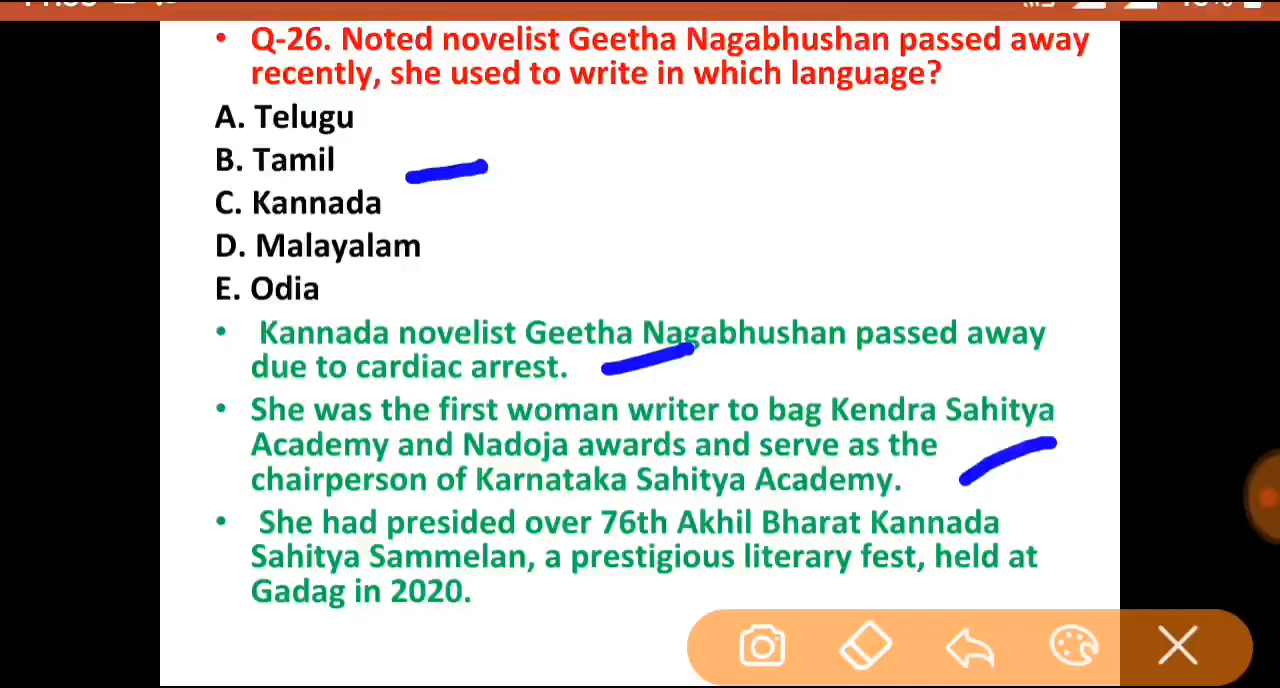 • Q-26. Noted novelist Geetha Nagabhushan passed away
recently, she used to write in which language?
A. Telugu
B. Tamil
C. Kannada
D. Malayalam
E. Odia
• Kannada novelist Geetha Nagabhushan passed away
due to cardiac arrest.
• She was the first woman writer to bag Kendra Sahitya
Academy and Nadoja awards and serve as the
chairperson of Karnataka Sahitya Academy.
• She had presided over 76th Akhil Bharat Kannada
Sahitya Sammelan, a prestigious literary fest, held at
Gadag in 2020.